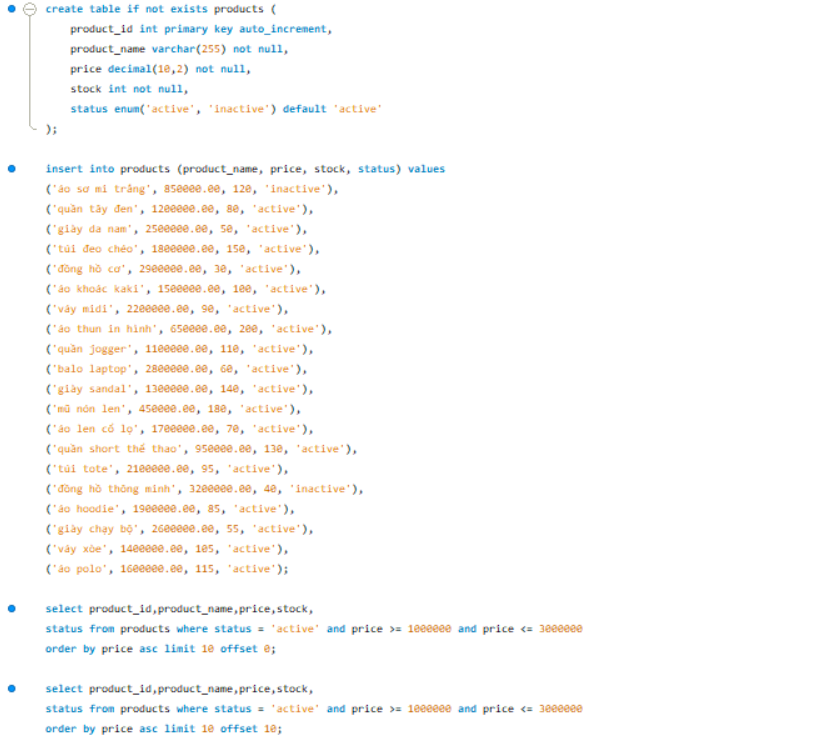 create table if not exists products (
product_id int primary key auto_increment,
product_name varchar(255) not null,
price decimal(10,2) not null,
stock int not null,
status enum('active', 'inactive') default 'active'
);
insert into products (product_name, price, stock, status) values
('áo sơ mi trắng', 850000.00, 120, 'inactive'),
('quần tây đen', 1200000.00, 80, 'active'),
('giày da nam', 2500000.00, 50, 'active'),
('túi đeo chéo', 1800000.00, 150, 'active'),
('đồng hồ cơ', 2900000.00, 30, 'active'),
('áo khoác kaki', 1500000.00, 100, 'active'),
('váy midi', 2200000.00, 90, 'active'),
('áo thun in hình', 650000.00, 200, 'active'),
('quần jogger', 1100000.00, 110, 'active'),
('balo laptop', 2800000.00, 60, 'active'),
('giày sandal', 1300000.00, 140, 'active'),
('mũ nón len', 450000.00, 180, 'active'),
('áo len cổ lọ', 1700000.00, 70, 'active'),
('quần short thể thao', 950000.00, 130, 'active'),
('túi tote', 2100000.00, 95, 'active'),
('đồng hồ thông minh', 3200000.00, 40, 'inactive'),
('áo hoodie', 1900000.00, 85, 'active'),
('giày chạy bộ', 2600000.00, 55, 'active'),
('váy xòe', 1400000.00, 105, 'active'),
('áo polo', 1600000.00, 115, 'active');
select product_id,product_name,price,stock,
status from products where status = 'active' and price >= 1000000 and price <= 3000000
order by price asc limit 10 offset 0;
select product_id,product_name,price,stock,
status from products where status = 'active' and price >= 1000000 and price <= 3000000
order by price asc limit 10 offset 10;